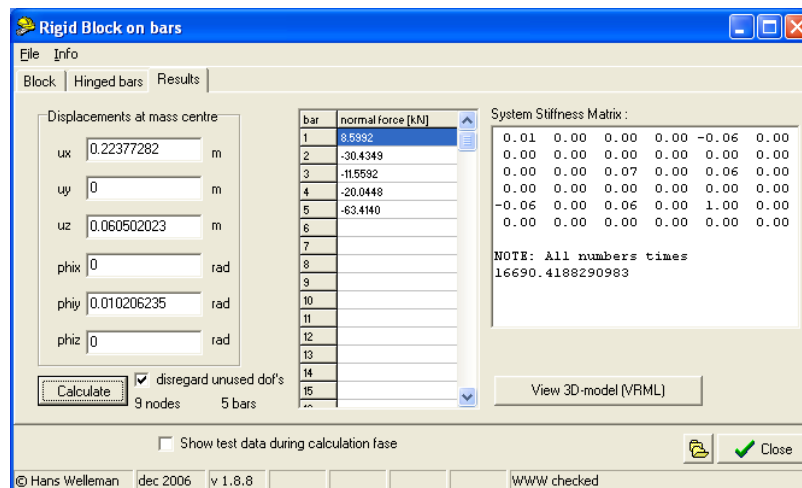 Rigid Block on bars
File Info
Block Hinged bars Results
Displacements at mass centre
ux 0.22377282 m
uy 0 m
uz 0.060502023 m
phix 0 rad
phiy 0.010206235 rad
phiz 0 rad
Calculate
disregard unused dof's
9 nodes 5 bars
bar normal force [kN]
1 8.5992
2 -30.4349
3 -11.5592
4 -20.0448
5 -63.4140
6
7
8
9
10
11
12
13
14
15
System Stiffness Matrix :
0.01 0.00 0.00 0.00 -0.06 0.00
0.00 0.00 0.00 0.00 0.00 0.00
0.00 0.00 0.07 0.00 0.06 0.00
0.00 0.00 0.00 0.00 0.00 0.00
-0.06 0.00 0.06 0.00 1.00 0.00
0.00 0.00 0.00 0.00 0.00 0.00
NOTE: All numbers times
16690.4188290983
View 3D-model (VRML)
Show test data during calculation fase
Close
© Hans Welleman dec 2006 v 1.8.8 WWW checked